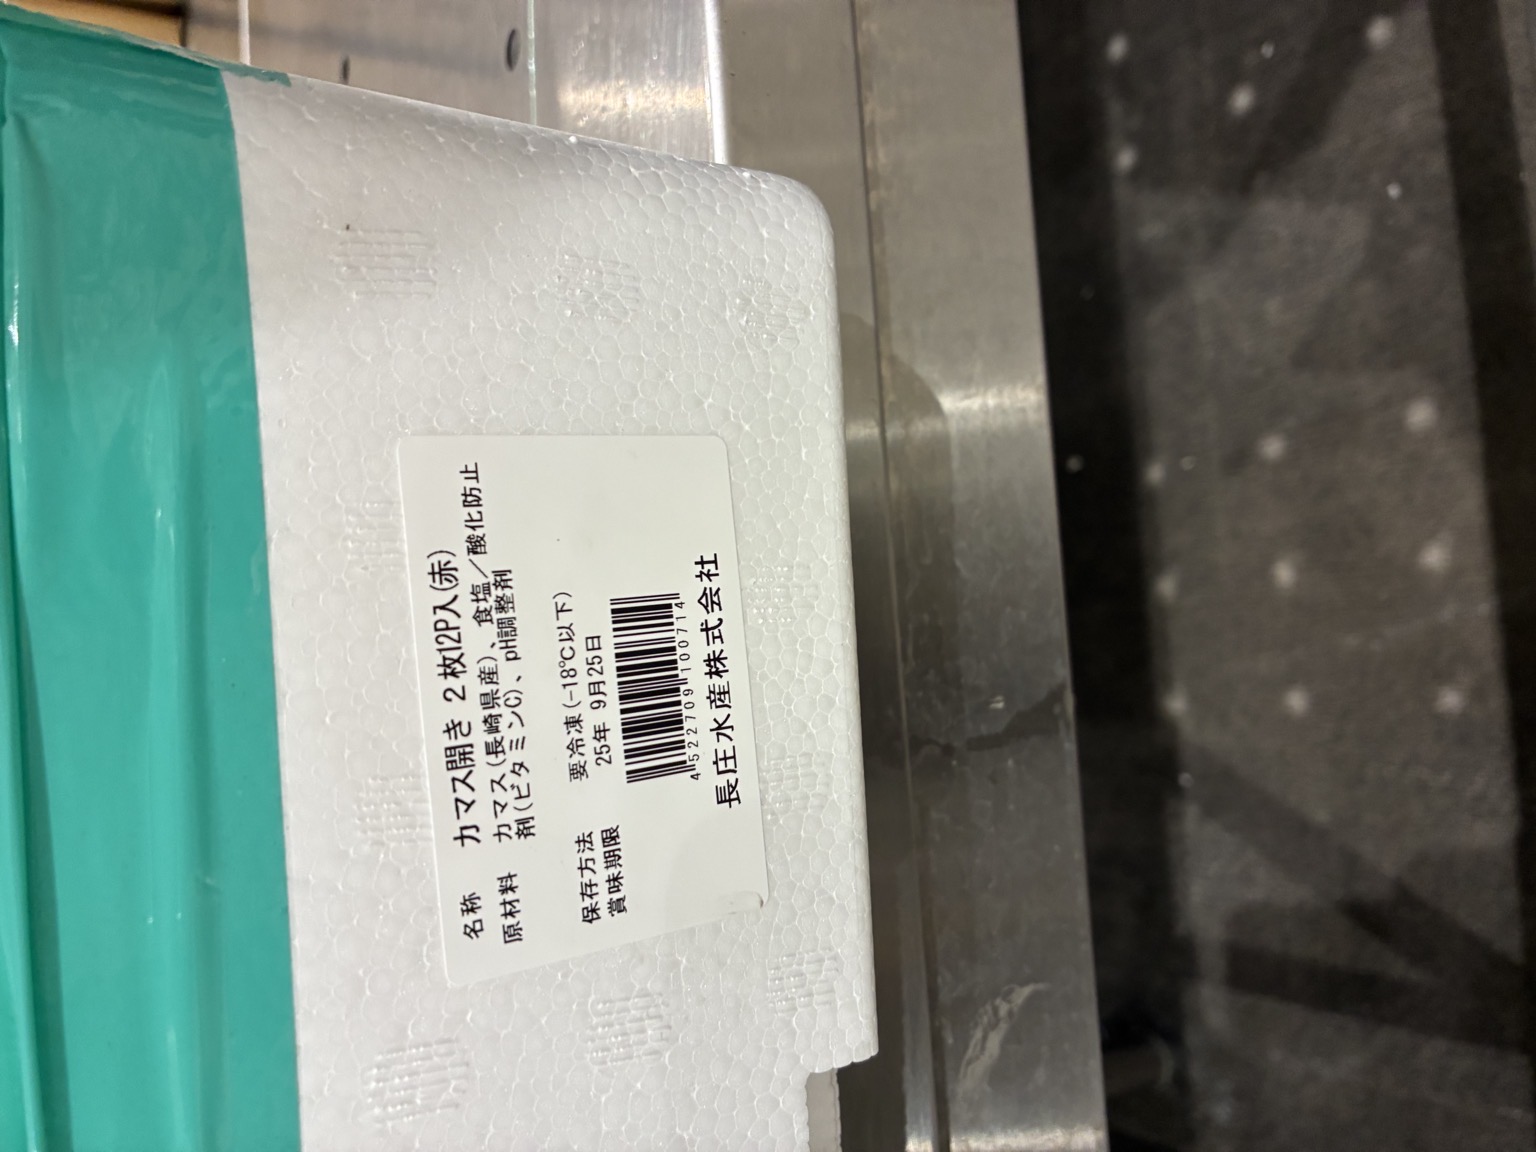 名称 カマス開き 2枚12P入(赤)
原材料 カマス(長崎県産)、食塩/酸化防止
剤(ビタミンC)、pH調整剤
保存方法 要冷凍(-18℃以下)
賞味期限 25年 9月25日
4522709100714
長庄水産株式会社